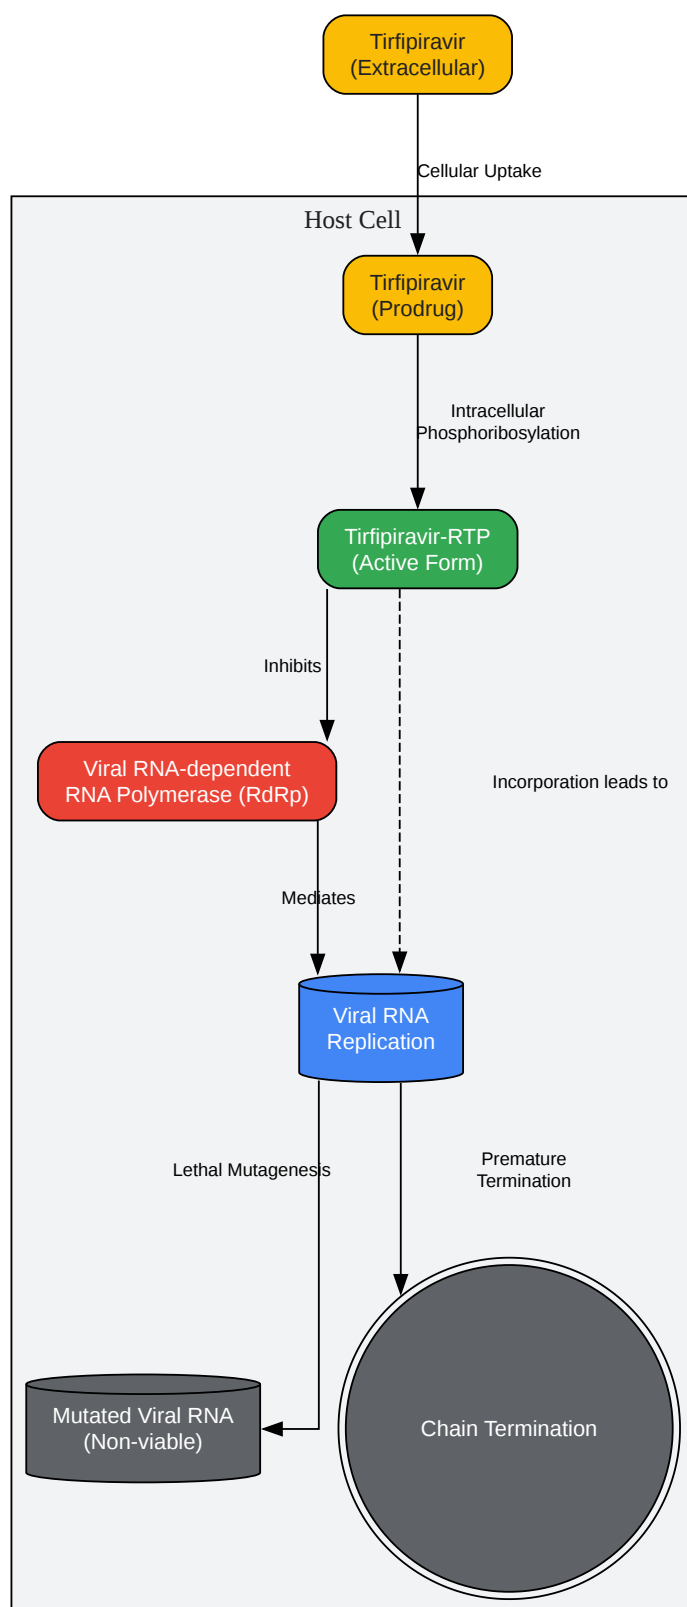 Tirfipiravir
(Extracellular)
Cellular Uptake
Host Cell
Tirfipiravir
(Prodrug)
Intracellular
Phosphoribosylation
Tirfipiravir-RTP
(Active Form)
Inhibits
Viral RNA-dependent
RNA Polymerase (RdRp)
Incorporation leads to
Mediates
Viral RNA
Replication
Lethal Mutagenesis
Premature
Termination
Mutated Viral RNA
(Non-viable)
Chain Termination